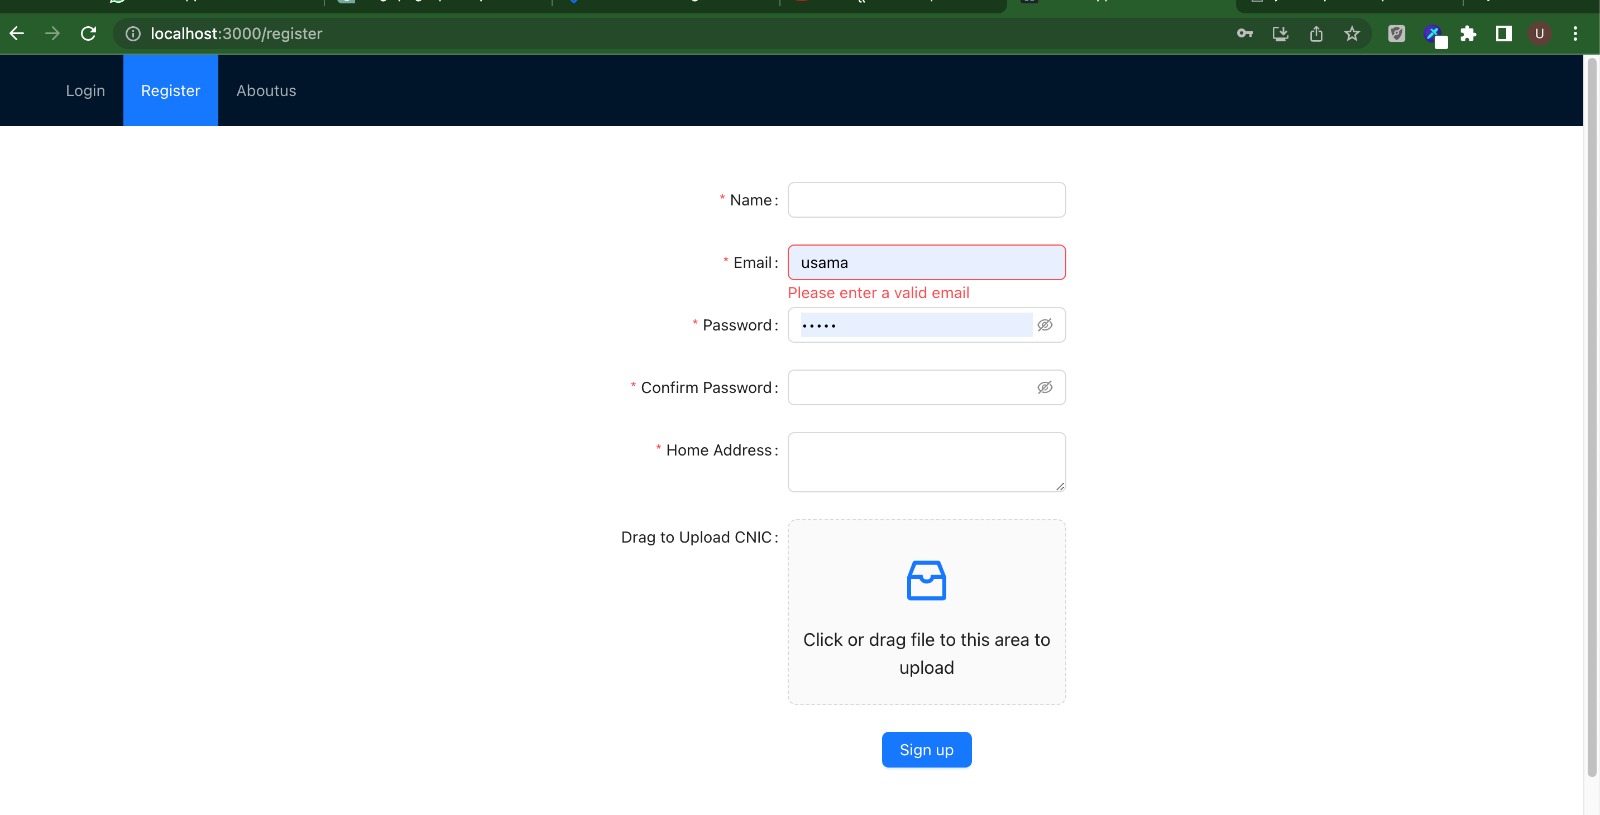 localhost:3000/register
U
Login Register Aboutus
* Name:
* Email: usama
Please enter a valid email
* Password: •••••
* Confirm Password:
* Home Address:
Drag to Upload CNIC:
Click or drag file to this area to
upload
Sign up